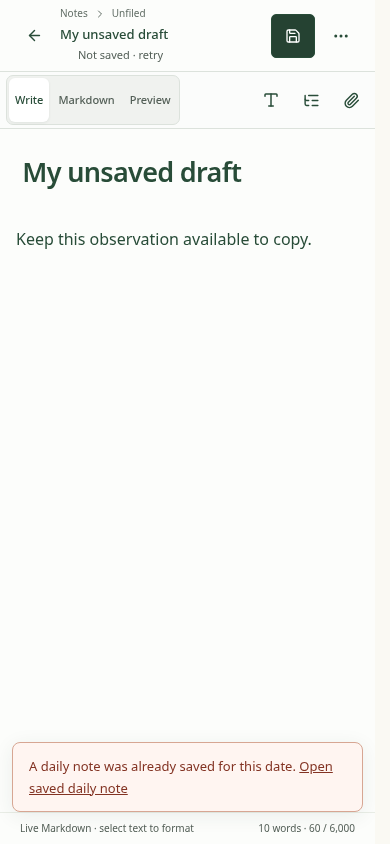 Notes > Unfiled
My unsaved draft
Not saved · retry
Write Markdown Preview
My unsaved draft
Keep this observation available to copy.
A daily note was already saved for this date. Open
saved daily note
Live Markdown · select text to format 10 words · 60 / 6,000